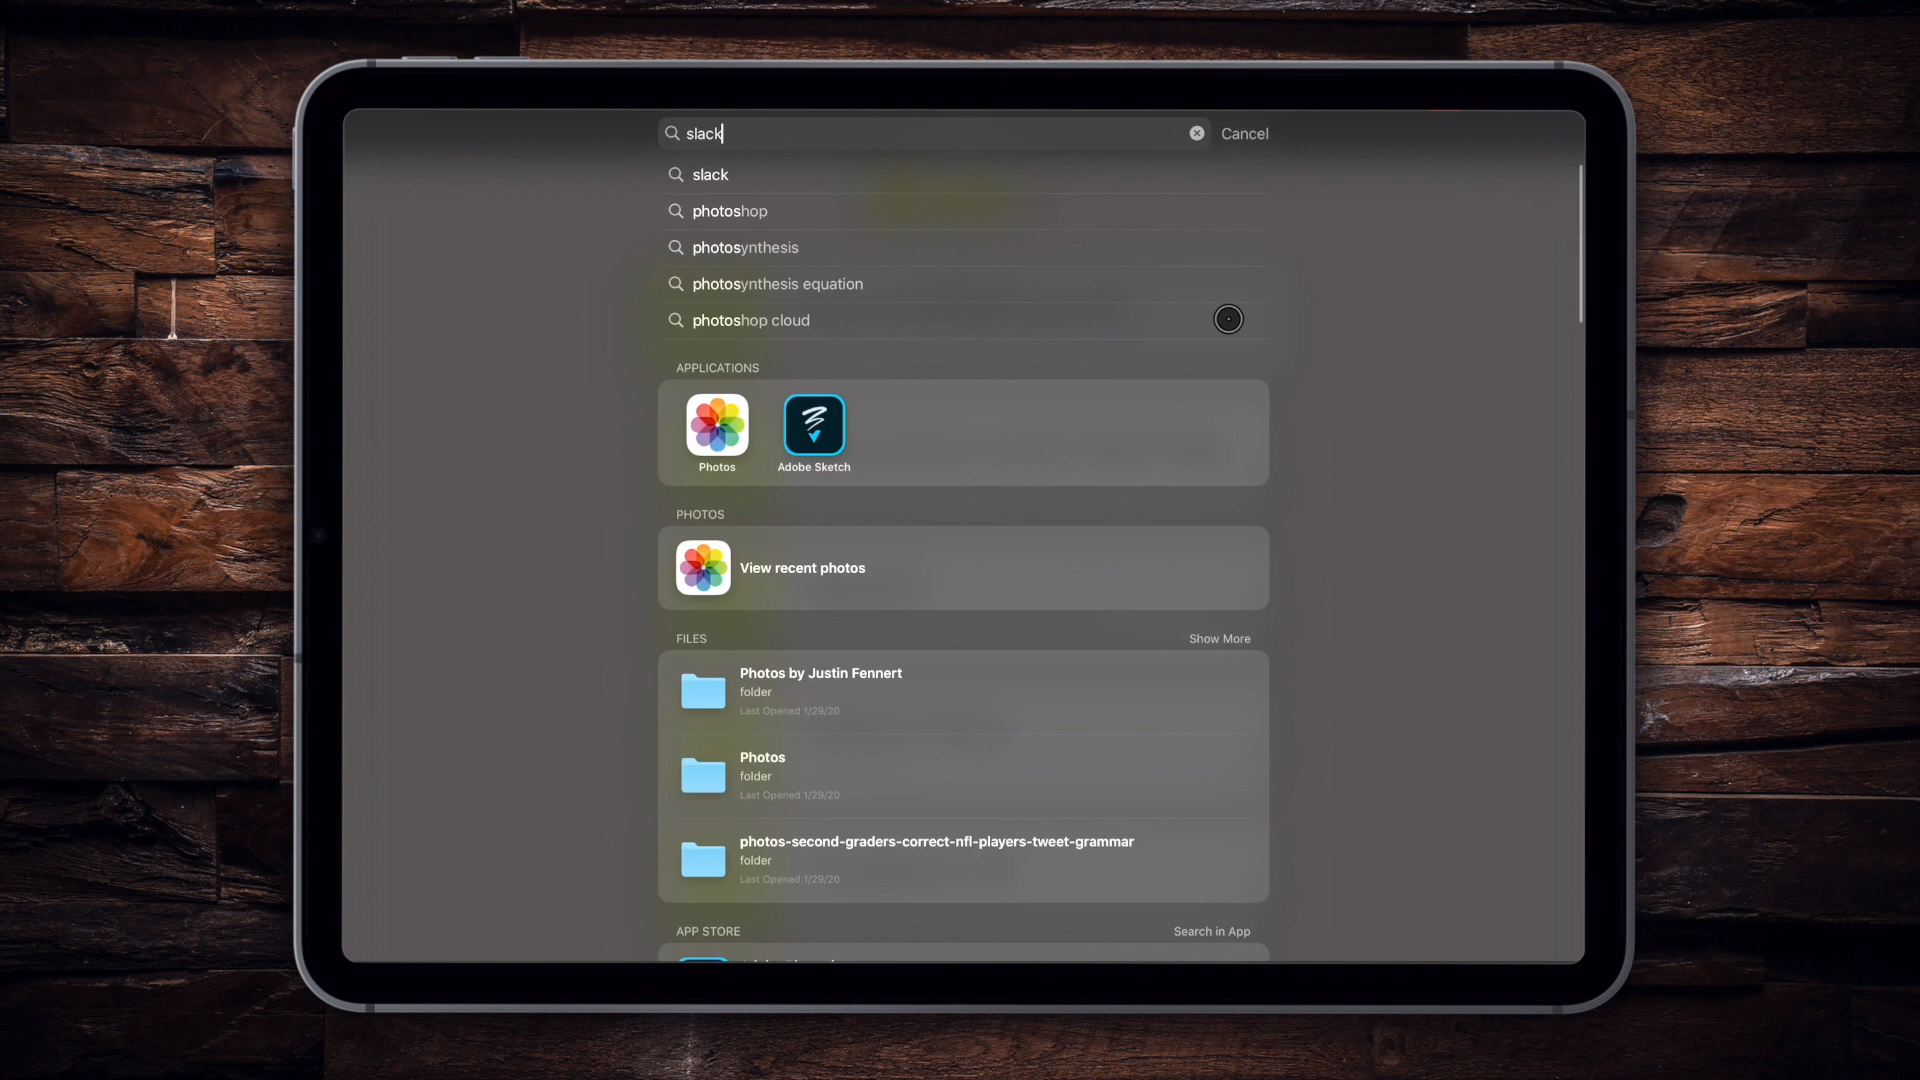 slack
Cancel
slack
photoshop
photosynthesis
photosynthesis equation
photoshop cloud
APPLICATIONS
Photos
Adobe Sketch
PHOTOS
View recent photos
FILES
Show More
Photos by Justin Fennert
folder
Last Opened 1/29/20
Photos
folder
Last Opened 1/29/20
photos-second-graders-correct-nfl-players-tweet-grammar
folder
Last Opened 1/29/20
APP STORE
Search in App